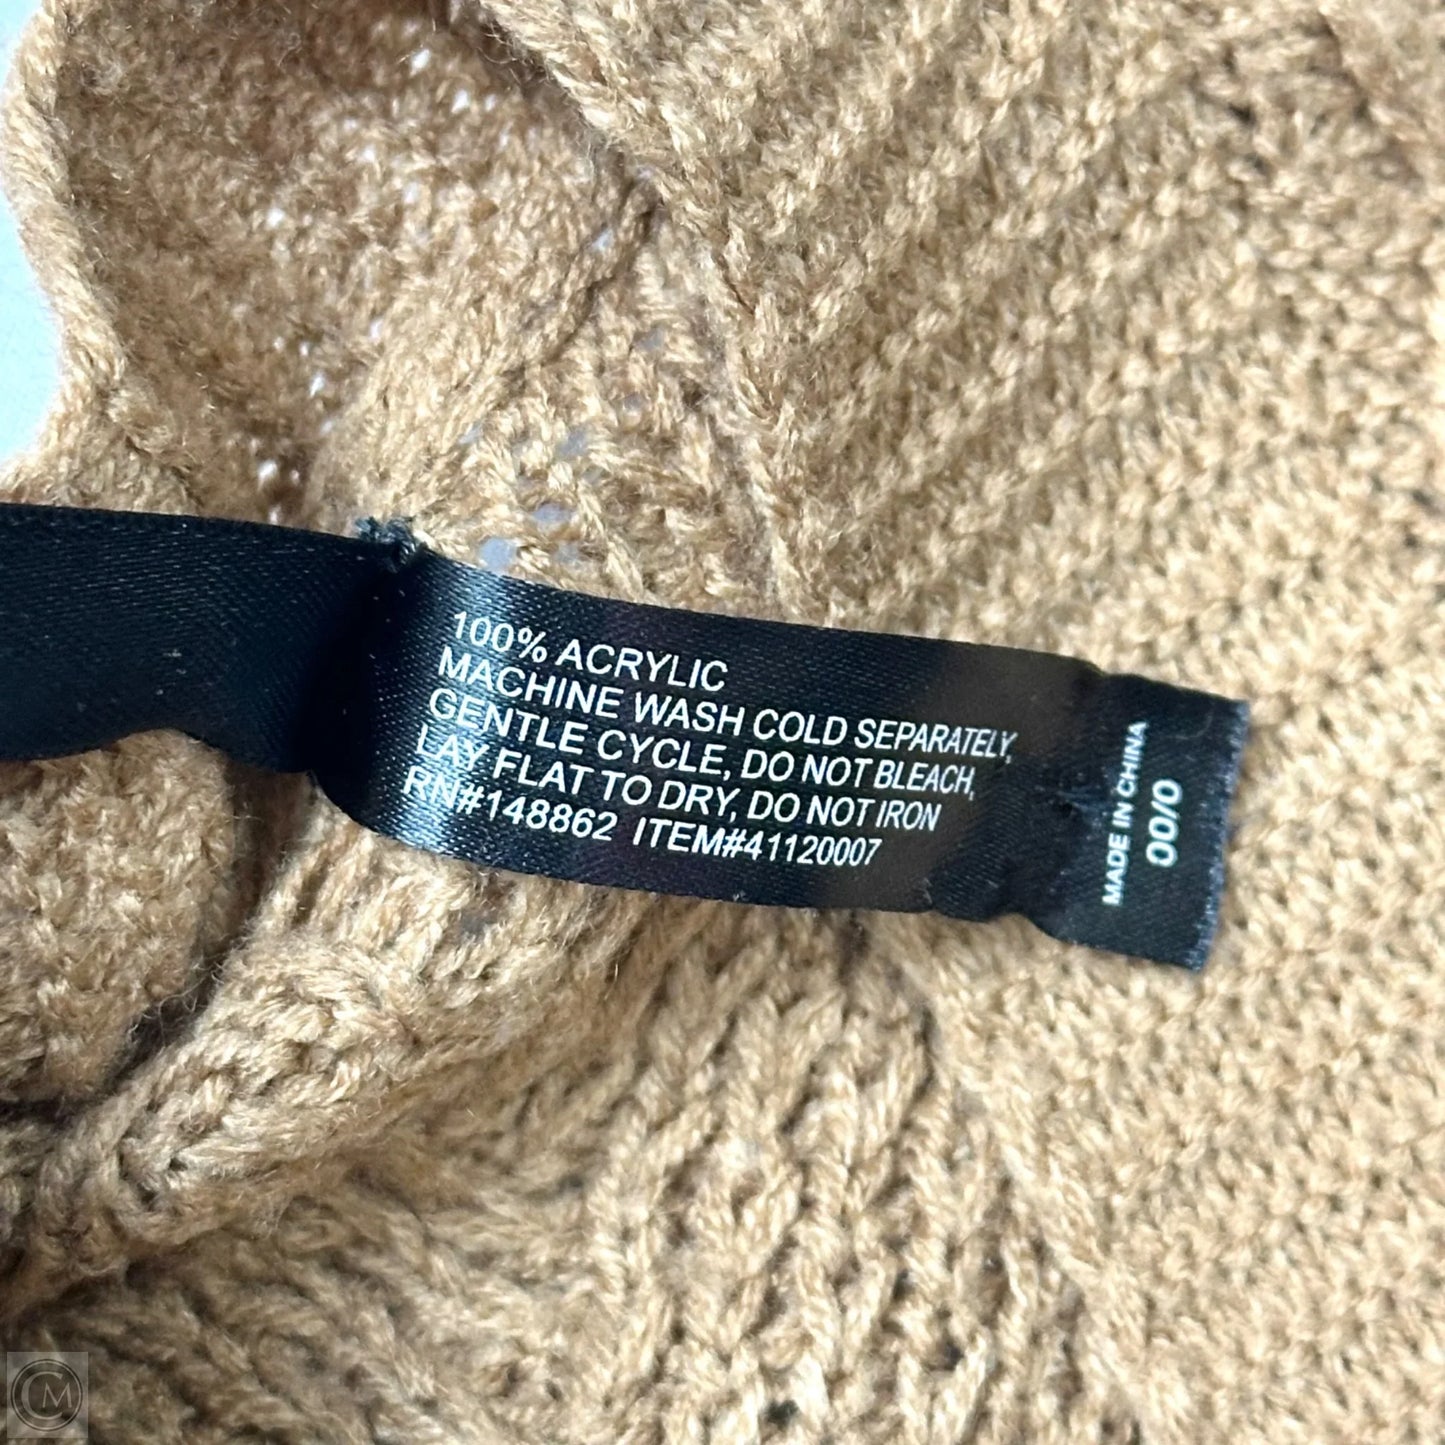 100% ACRYLIC
MACHINE WASH COLD SEPARATELY,
GENTLE CYCLE, DO NOT BLEACH,
LAY FLAT TO DRY, DO NOT IRON
RN#148862 ITEM#41120007
MADE IN CHINA
00/0
CM